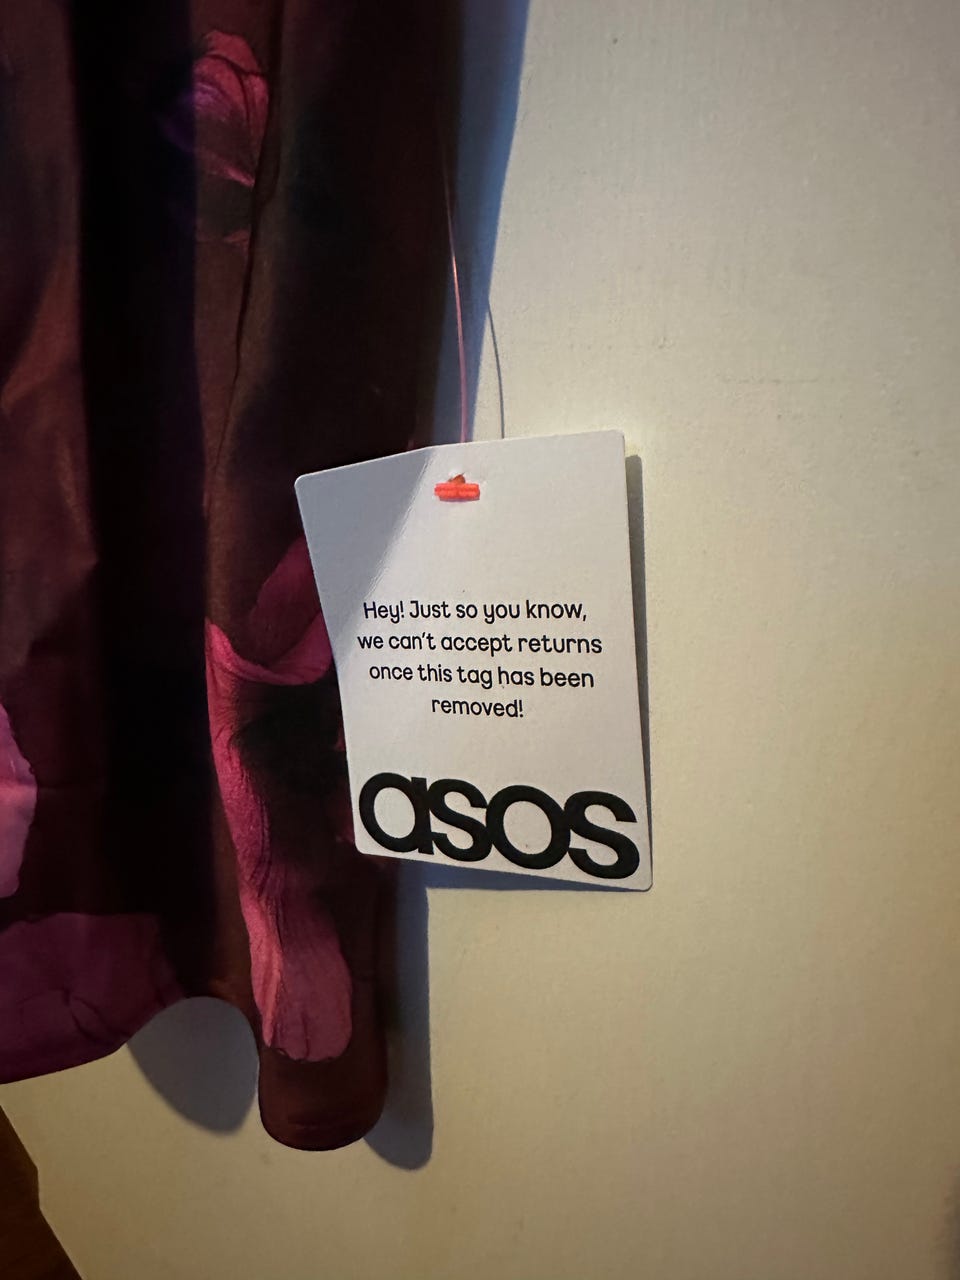 Hey! Just so you know,
we can't accept returns
once this tag has been
removed!
asos